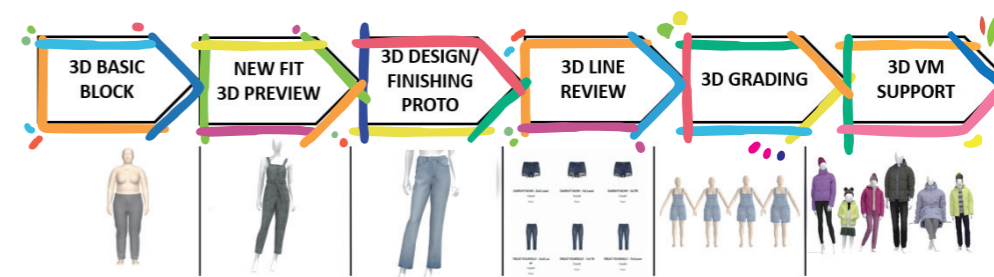 3D BASIC
BLOCK
NEW FIT
3D PREVIEW
3D DESIGN/
FINISHING
PROTO
3D LINE
REVIEW
3D GRADING
3D VM
SUPPORT